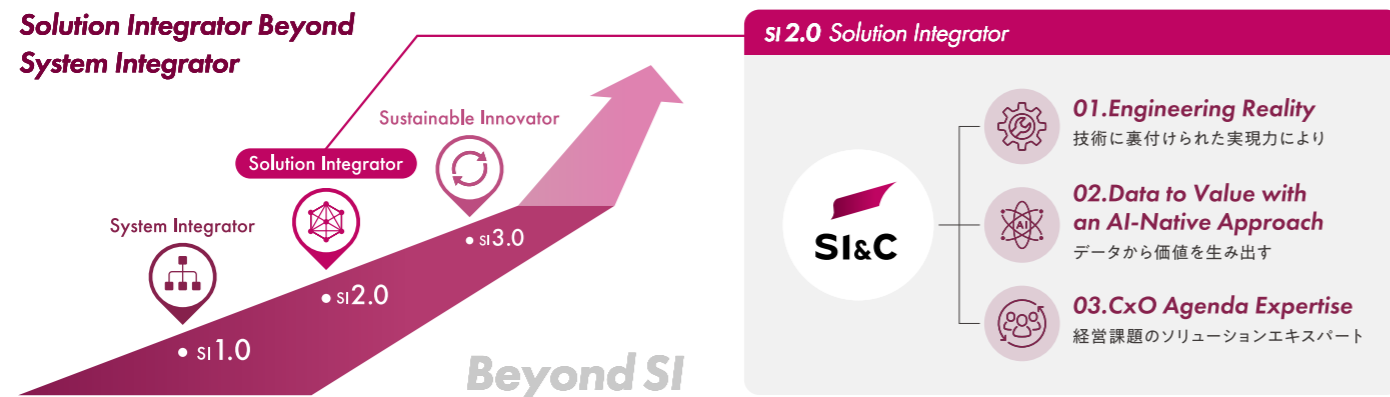 Solution Integrator Beyond
System Integrator
System Integrator
Solution Integrator
Sustainable Innovator
SI1.0
SI2.0
SI3.0
Beyond SI
SI 2.0 Solution Integrator
SI&C
01.Engineering Reality
技術に裏付けられた実現力により
AI
02.Data to Value with
an AI-Native Approach
データから価値を生み出す
03.CxO Agenda Expertise
経営課題のソリューションエキスパート